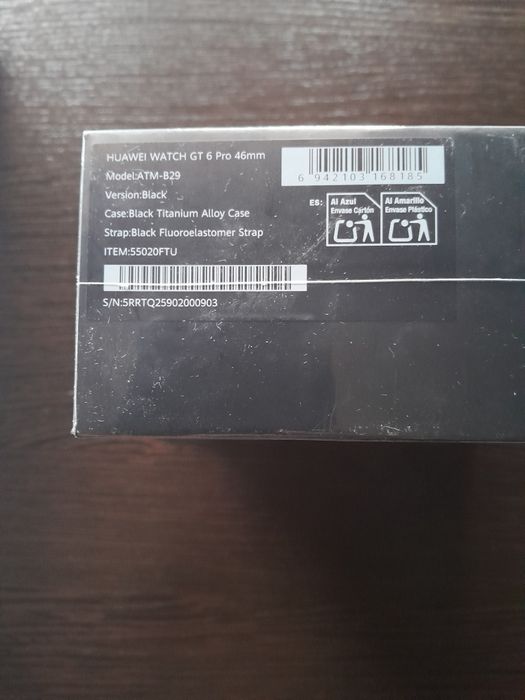 HUAWEI WATCH GT 6 Pro 46mm
Model:ATM-B29
Version:Black
Case:Black Titanium Alloy Case
Strap:Black Fluoroelastomer Strap
ITEM:55020FTU
S/N:5RRTQ25902000903
6 942103 168185
ES:
Al Azul
Envase Cartón
Al Amarillo
Envase Plástico